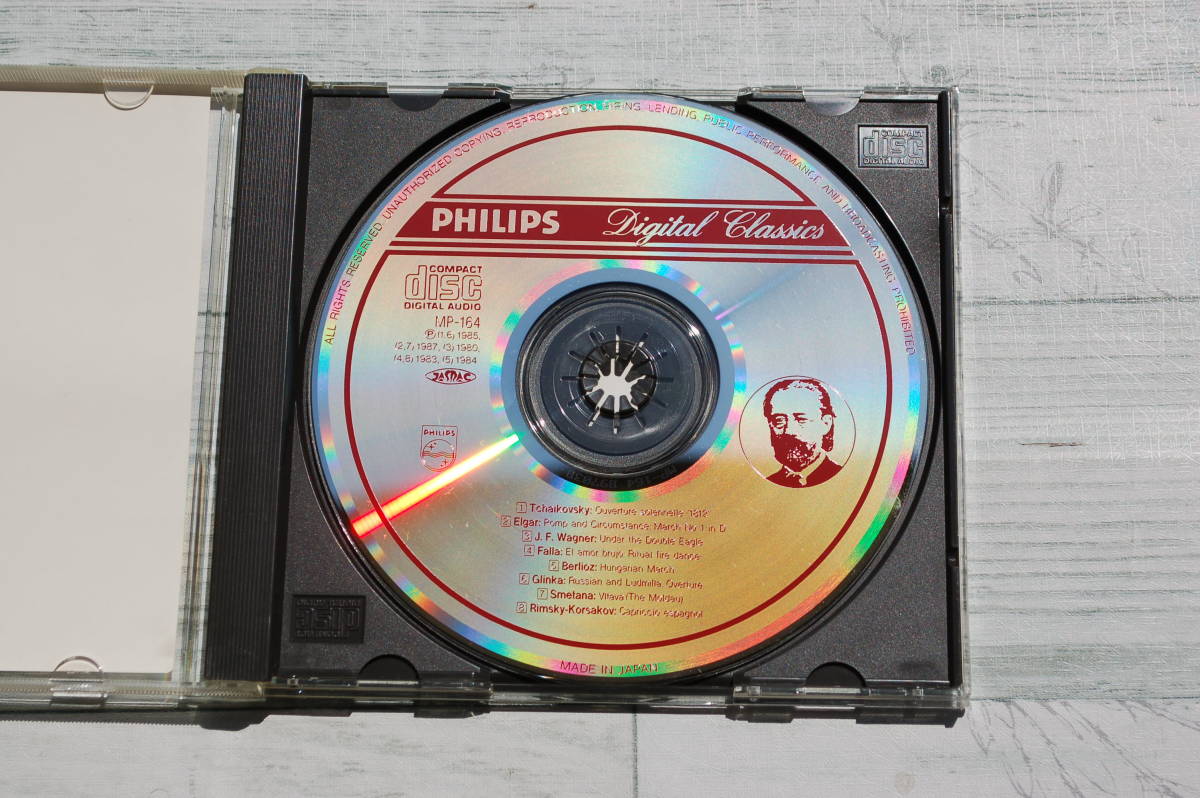 ALL RIGHTS RESERVED. UNAUTHORIZED COPYING, REPRODUCTION, HIRING, LENDING, PUBLIC PERFORMANCE AND BROADCASTING PROHIBITED
COMPACT
disc
DIGITAL AUDIO
PHILIPS Digital Classics
COMPACT
disc
DIGITAL AUDIO
MP-164
Ⓟ(1,6) 1985,
(2,7) 1987, (3) 1980,
(4,8) 1983, (5) 1984
JASRAC
PHILIPS
1 Tchaikovsky: Ouverture solennelle "1812"
2 Elgar: Pomp and Circumstance: March No 1 in D
3 J. F. Wagner: Under the Double Eagle
4 Falla: El amor brujo: Ritual fire dance
5 Berlioz: Hungarian March
6 Glinka: Russlan and Ludmilla: Overture
7 Smetana: Vltava (The Moldau)
8 Rimsky-Korsakov: Capriccio espagnol
MADE IN JAPAN